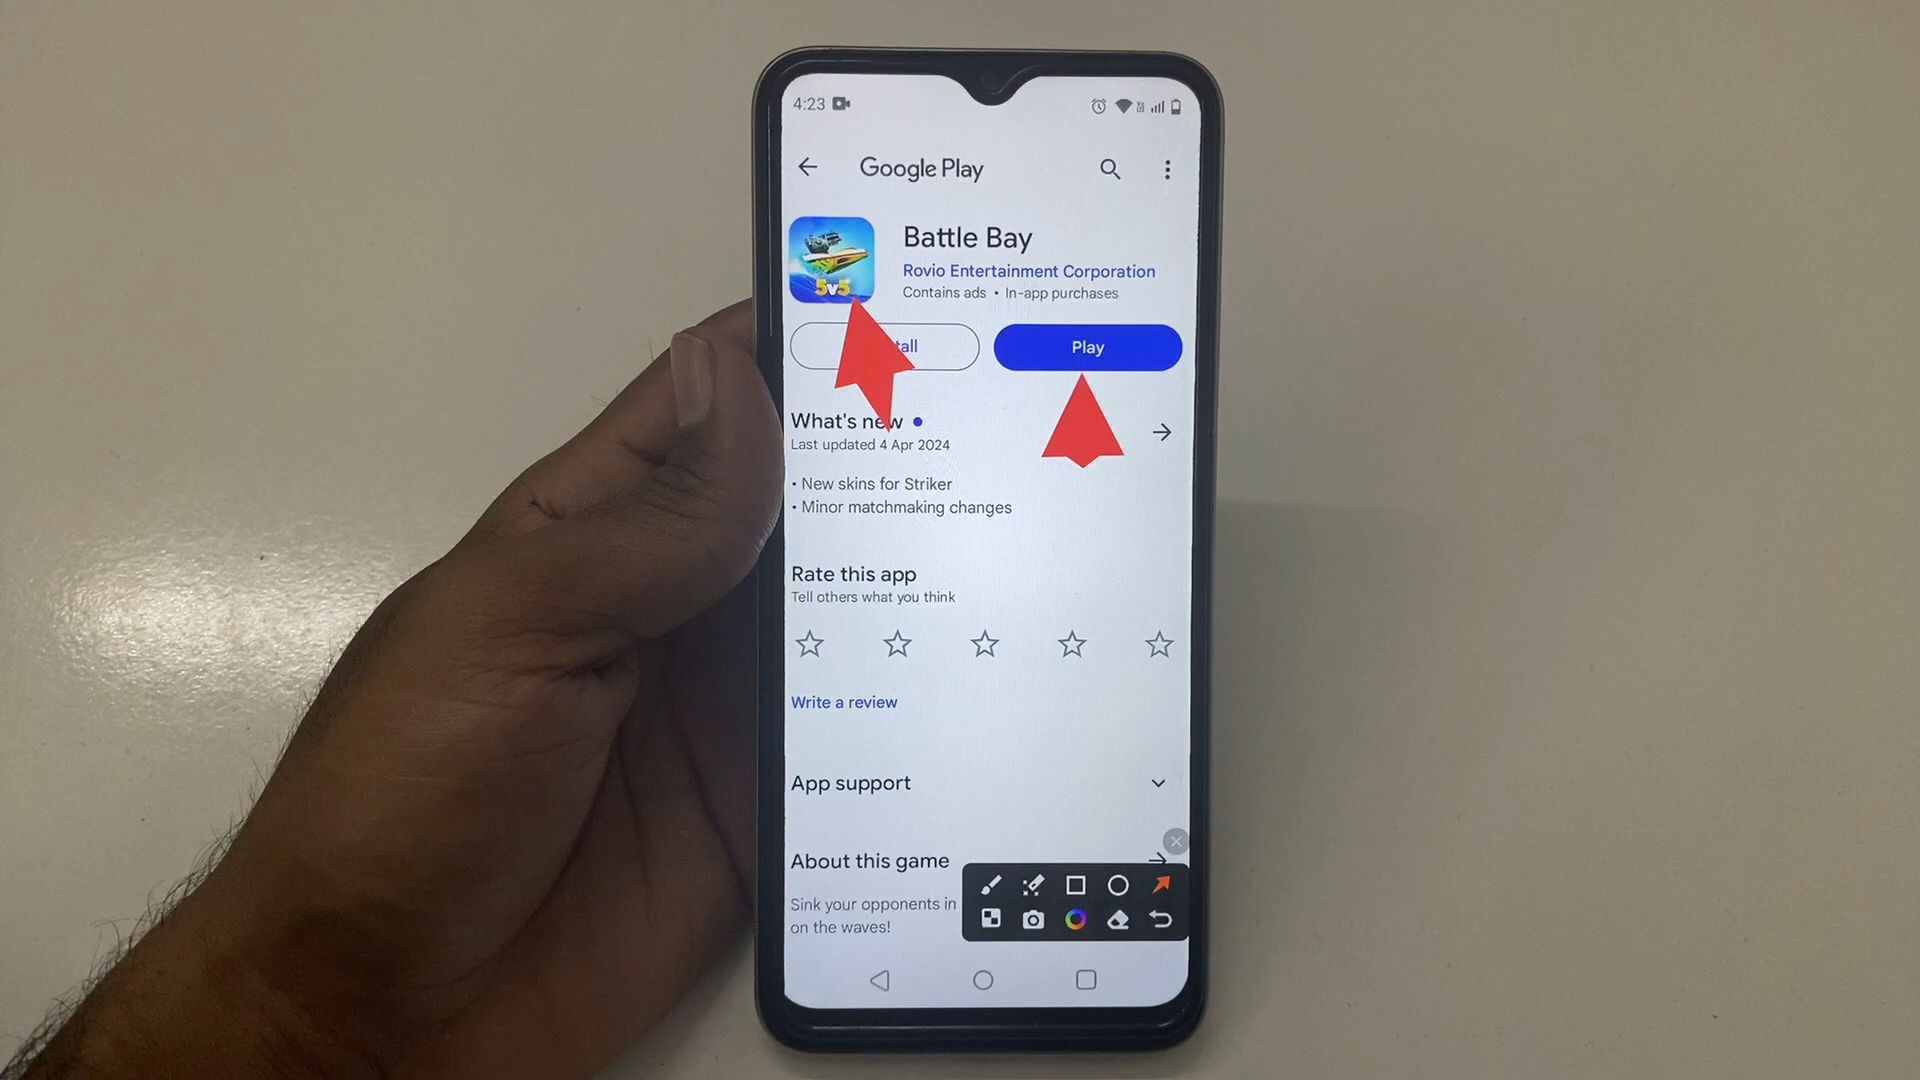 4:23
Google Play
Battle Bay
Rovio Entertainment Corporation
Contains ads • In-app purchases
5v5
Play
What's new
Last updated 4 Apr 2024
• New skins for Striker
• Minor matchmaking changes
Rate this app
Tell others what you think
Write a review
App support
About this game
Sink your opponents in
on the waves!